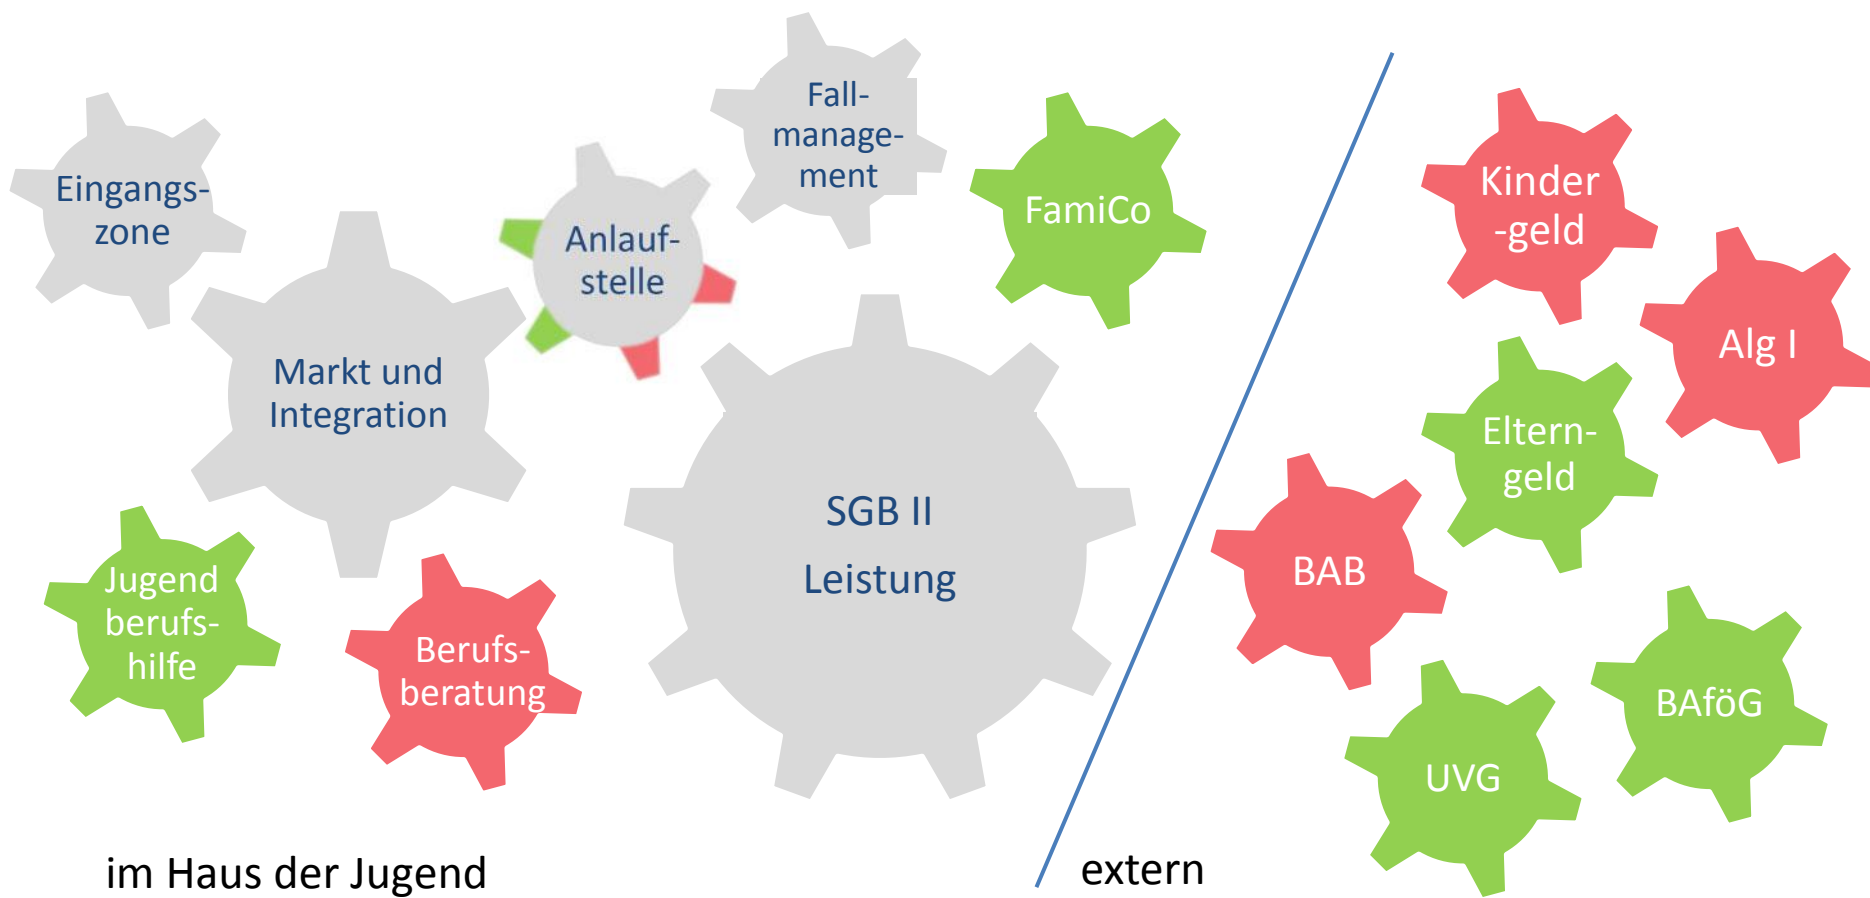 Eingangs-
zone
Markt und
Integration
Anlauf-
stelle
Fall-
manage-
ment
FamiCo
SGB II
Leistung
Jugend
berufs-
hilfe
Berufs-
beratung
im Haus der Jugend
Kinder
-geld
Alg I
Eltern-
geld
BAB
BAföG
UVG
extern